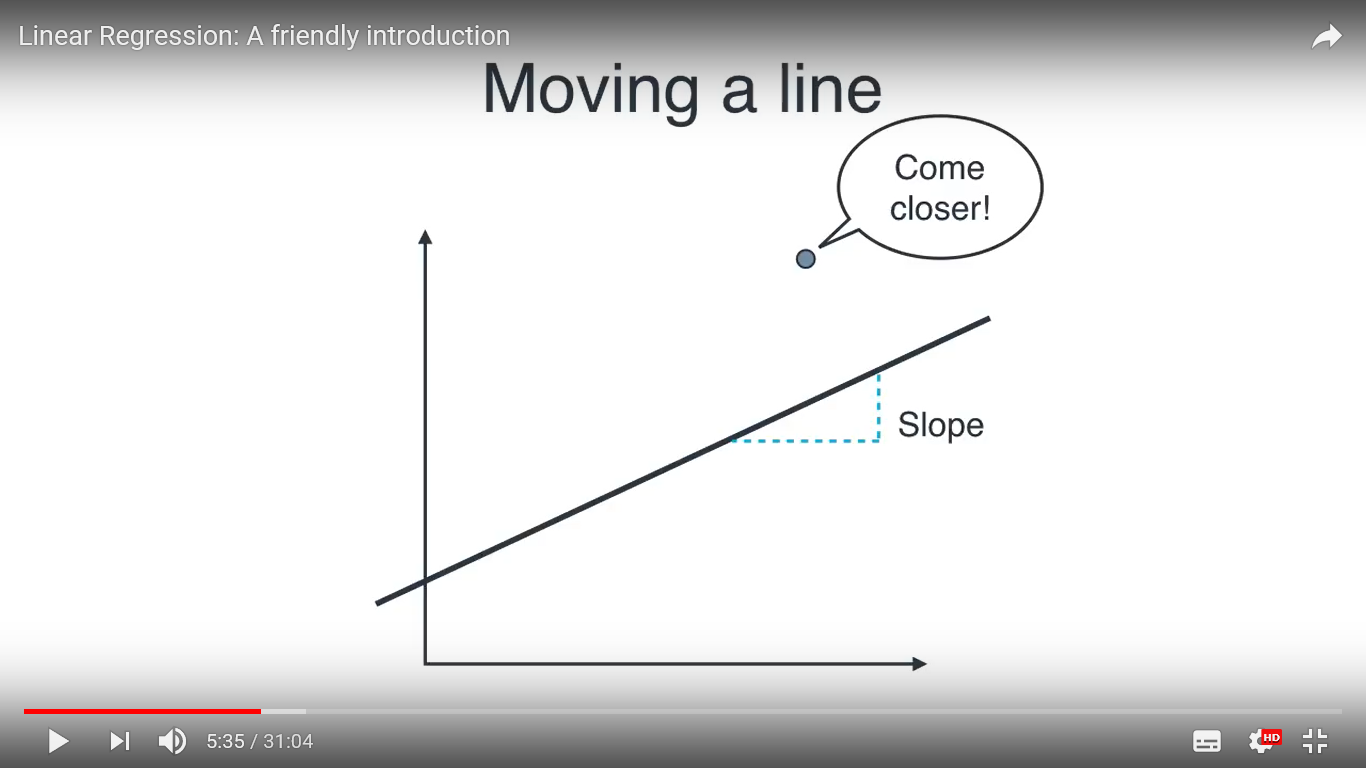 Linear Regression: A friendly introduction
Moving a line
Come
closer!
Slope
5:35 / 31:04
HD